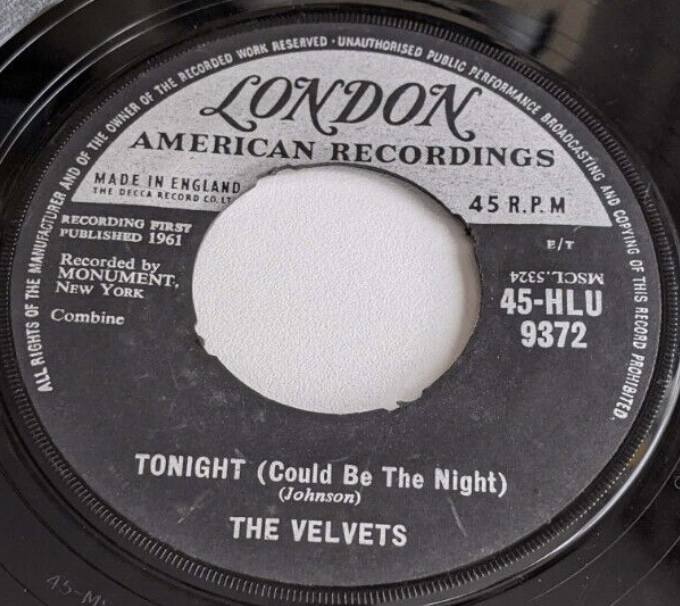 ALL RIGHTS OF THE MANUFACTURER AND OF THE OWNER OF THE RECORDED WORK RESERVED · UNAUTHORISED PUBLIC PERFORMANCE BROADCASTING AND COPYING OF THIS RECORD PROHIBITED.
LONDON
AMERICAN RECORDINGS
MADE IN ENGLAND
THE DECCA RECORD CO. LT
45 R.P.M
RECORDING FIRST
PUBLISHED 1961
E/T
Recorded by
MONUMENT,
NEW YORK
MSCL.5324
45-HLU
9372
Combine
TONIGHT (Could Be The Night)
(Johnson)
THE VELVETS